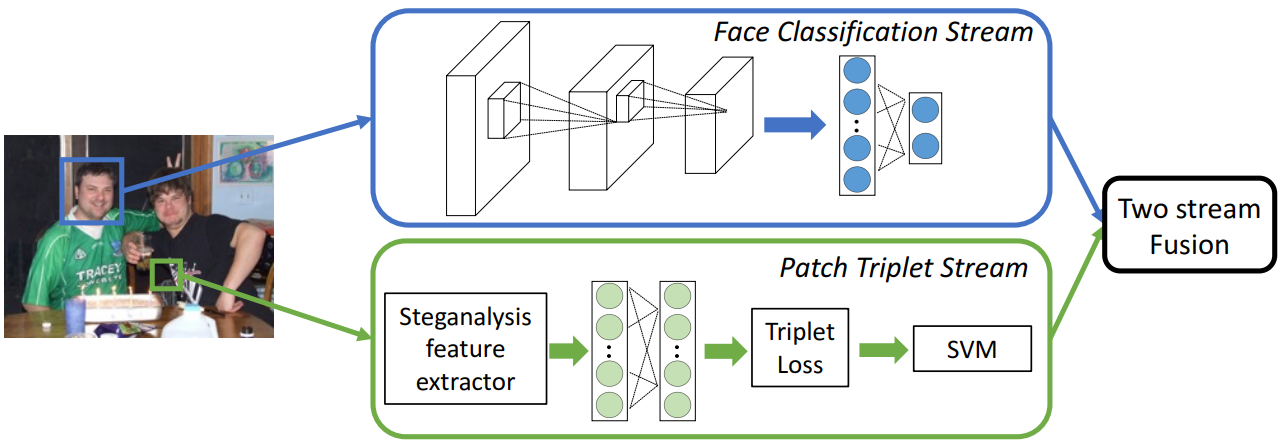 Face Classification Stream
Two stream
Fusion
Patch Triplet Stream
Steganalysis
feature
extractor
Triplet
Loss
SVM
TRACEY